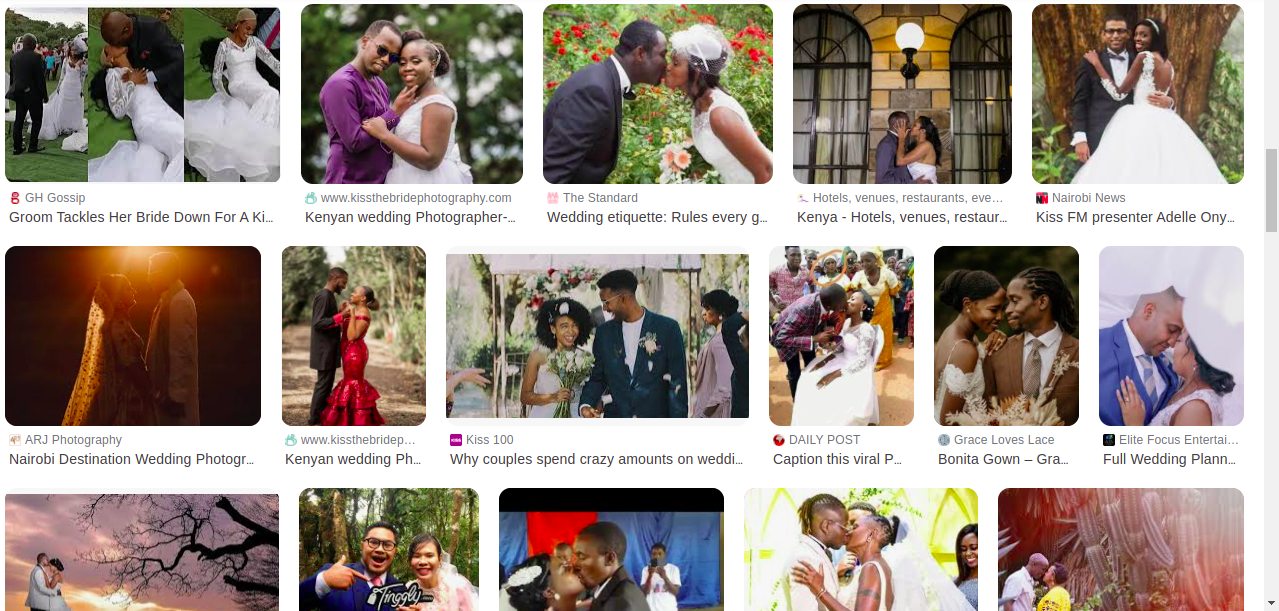 GH Gossip
Groom Tackles Her Bride Down For A Ki...
www.kissthebridephotography.com
Kenyan wedding Photographer-...
The Standard
Wedding etiquette: Rules every g...
Hotels, venues, restaurants, eve...
Kenya - Hotels, venues, restaur...
Nairobi News
Kiss FM presenter Adelle Ony...
ARJ Photography
Nairobi Destination Wedding Photogr...
www.kissthebridep...
Kenyan wedding Ph...
Kiss 100
Why couples spend crazy amounts on weddi...
DAILY POST
Caption this viral P...
Grace Loves Lace
Bonita Gown – Gra...
Elite Focus Entertai...
Full Wedding Plann...
Tinggly